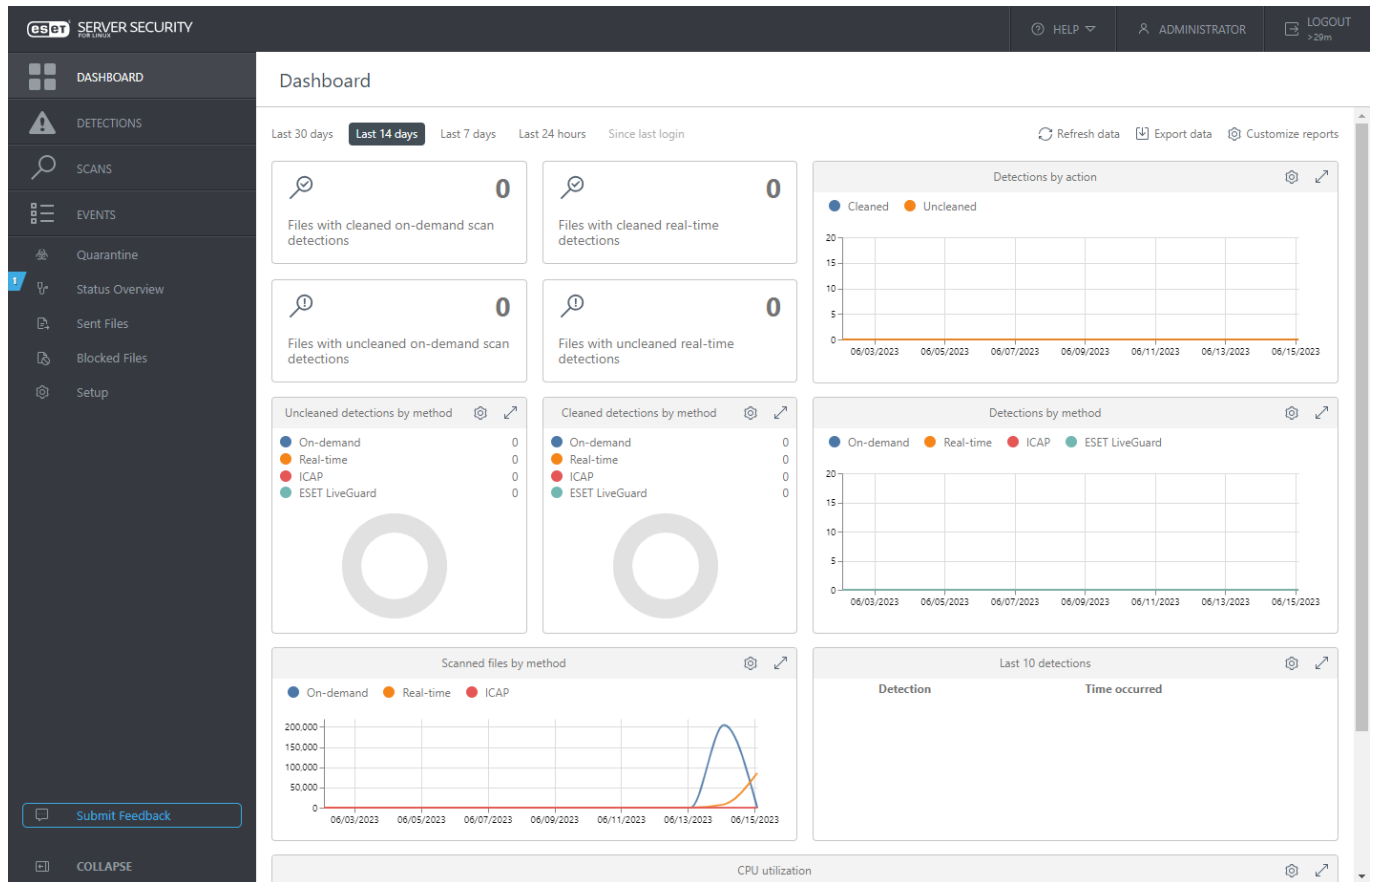 eset SERVER SECURITY
FOR LINUX
HELP
ADMINISTRATOR
LOGOUT
>29m
DASHBOARD
DETECTIONS
SCANS
EVENTS
Quarantine
1
Status Overview
Sent Files
Blocked Files
Setup
Submit Feedback
COLLAPSE
Dashboard
Last 30 days Last 14 days Last 7 days Last 24 hours Since last login
Refresh data Export data Customize reports
0
Files with cleaned on-demand scan
detections
0
Files with cleaned real-time
detections
0
Files with uncleaned on-demand scan
detections
0
Files with uncleaned real-time
detections
Detections by action
Cleaned Uncleaned
20
15
10
5
0
06/03/2023 06/05/2023 06/07/2023 06/09/2023 06/11/2023 06/13/2023 06/15/2023
Uncleaned detections by method
On-demand 0
Real-time 0
ICAP 0
ESET LiveGuard 0
Cleaned detections by method
On-demand 0
Real-time 0
ICAP 0
ESET LiveGuard 0
Detections by method
On-demand Real-time ICAP ESET LiveGuard
20
15
10
5
0
06/03/2023 06/05/2023 06/07/2023 06/09/2023 06/11/2023 06/13/2023 06/15/2023
Scanned files by method
On-demand Real-time ICAP
200,000
150,000
100,000
50,000
0
06/03/2023 06/05/2023 06/07/2023 06/09/2023 06/11/2023 06/13/2023 06/15/2023
Last 10 detections
Detection Time occurred
CPU utilization